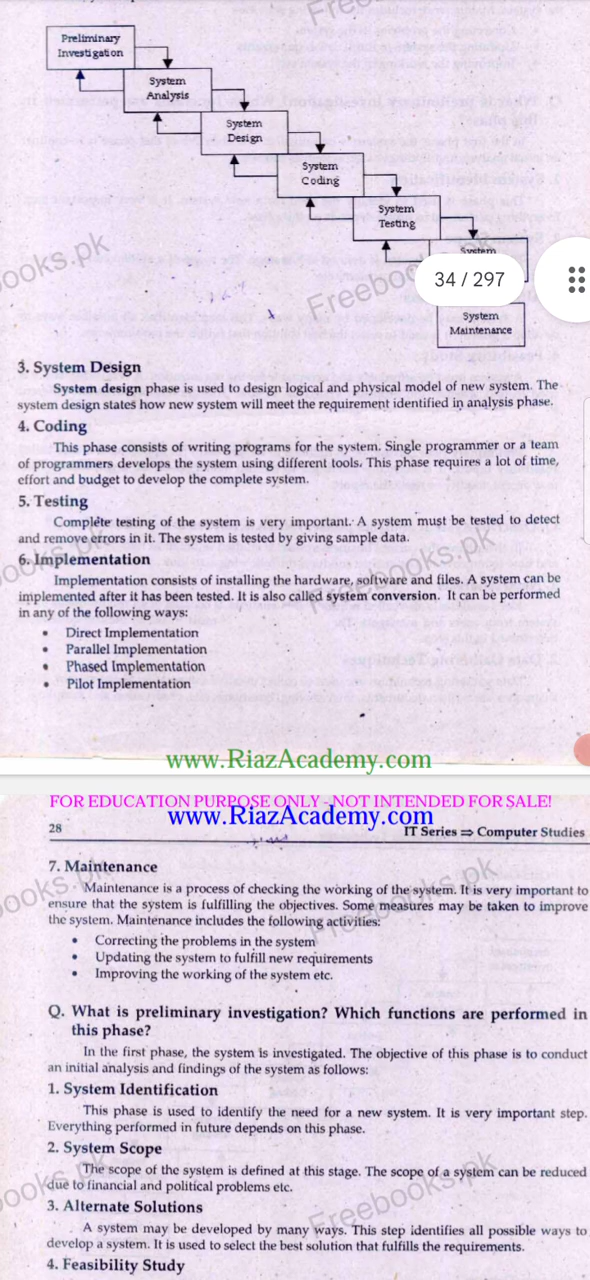 Freebooks.pk
Preliminary
Investigation
System
Analysis
System
Design
System
Coding
System
Testing
System
34 / 297
System
Maintenance
3. System Design
System design phase is used to design logical and physical model of new system. The
system design states how new system will meet the requirement identified in analysis phase.
4. Coding
This phase consists of writing programs for the system. Single programmer or a team
of programmers develops the system using different tools. This phase requires a lot of time,
effort and budget to develop the complete system.
5. Testing
Complete testing of the system is very important. A system must be tested to detect
and remove errors in it. The system is tested by giving sample data.
6. Implementation
Implementation consists of installing the hardware, software and files. A system can be
implemented after it has been tested. It is also called system conversion. It can be performed
in any of the following ways:
• Direct Implementation
• Parallel Implementation
• Phased Implementation
• Pilot Implementation
www.RiazAcademy.com
FOR EDUCATION PURPOSE ONLY - NOT INTENDED FOR SALE!
www.RiazAcademy.com
28
IT Series ⇒ Computer Studies
7. Maintenance
Maintenance is a process of checking the working of the system. It is very important to
ensure that the system is fulfilling the objectives. Some measures may be taken to improve
the system. Maintenance includes the following activities:
• Correcting the problems in the system
• Updating the system to fulfill new requirements
• Improving the working of the system etc.
Q. What is preliminary investigation? Which functions are performed in
this phase?
In the first phase, the system is investigated. The objective of this phase is to conduct
an initial analysis and findings of the system as follows:
1. System Identification
This phase is used to identify the need for a new system. It is very important step.
Everything performed in future depends on this phase.
2. System Scope
The scope of the system is defined at this stage. The scope of a system can be reduced
due to financial and political problems etc.
3. Alternate Solutions
A system may be developed by many ways. This step identifies all possible ways to
develop a system. It is used to select the best solution that fulfills the requirements.
4. Feasibility Study